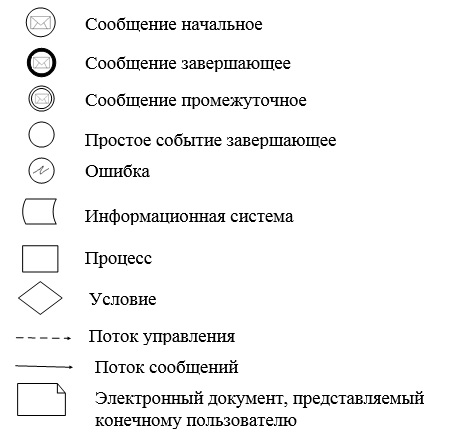 Сообщение начальное
Сообщение завершающее
Сообщение промежуточное
Простое событие завершающее
Ошибка
Информационная система
Процесс
Условие
Поток управления
Поток сообщений
Электронный документ, представляемый
конечному пользователю